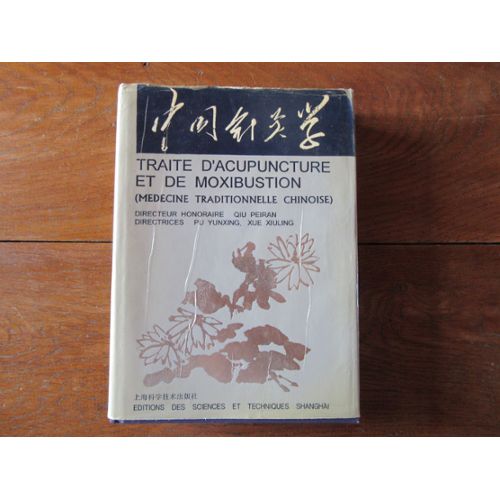 中国针灸学
TRAITE D'ACUPUNCTURE
ET DE MOXIBUSTION
(MEDECINE TRADITIONNELLE CHINOISE)
DIRECTEUR HONORAIRE QIU PEIRAN
DIRECTRICES PU YUNXING, XUE XIULING
上海科学技术出版社
EDITIONS DES SCIENCES ET TECHNIQUES SHANGHAI